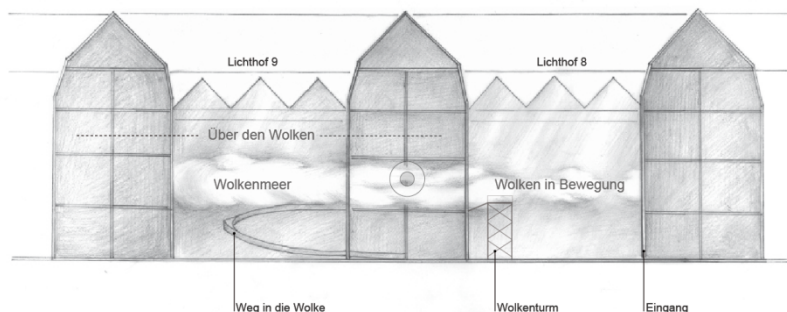 Lichthof 9
Lichthof 8
Über den Wolken
Wolkenmeer
Wolken in Bewegung
Weg in die Wolke
Wolkenturm
Eingang